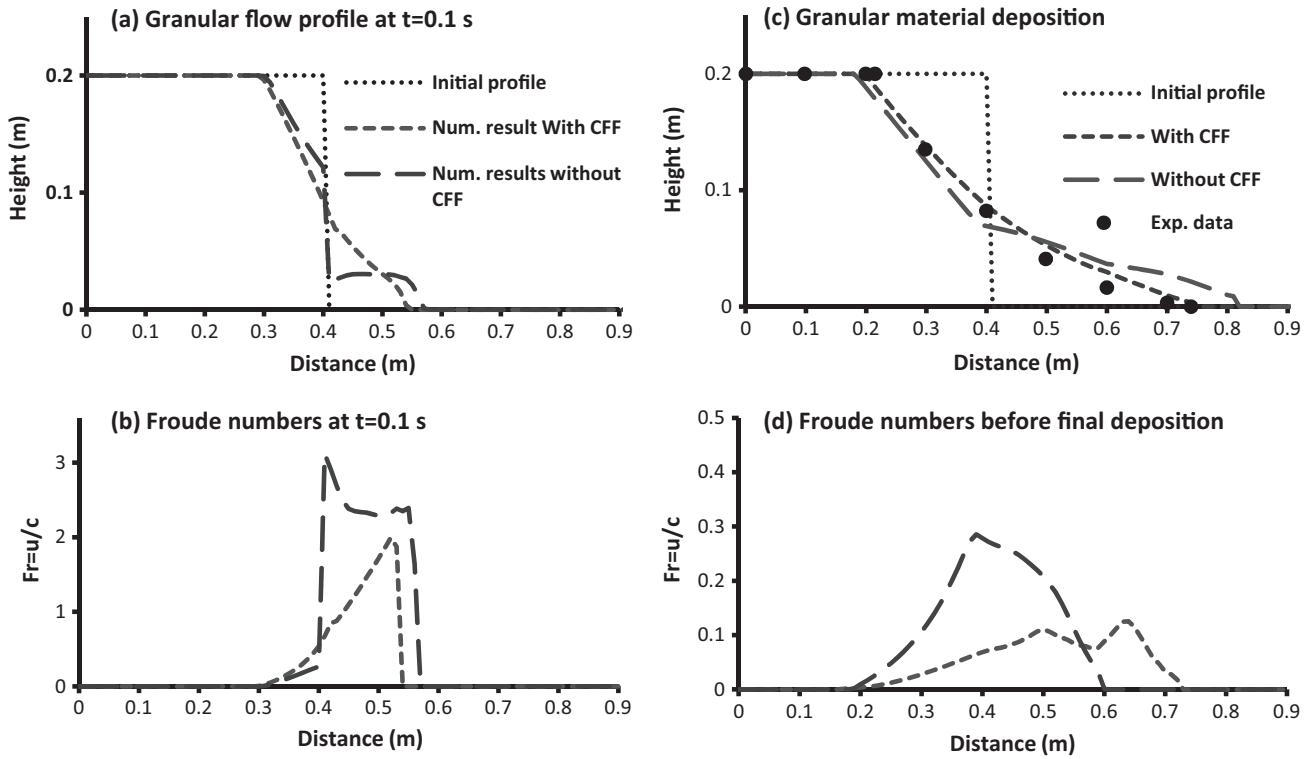 (a) Granular flow profile at t=0.1 s
Height (m)
0.2
0.1
0
0 0.1 0.2 0.3 0.4 0.5 0.6 0.7 0.8 0.9
Distance (m)
Initial profile
Num. result With CFF
Num. results without
CFF
(c) Granular material deposition
Height (m)
0.2
0.1
0
0 0.1 0.2 0.3 0.4 0.5 0.6 0.7 0.8 0.9
Distance (m)
Initial profile
With CFF
Without CFF
Exp. data
(b) Froude numbers at t=0.1 s
Fr=u/c
3
2
1
0
0 0.1 0.2 0.3 0.4 0.5 0.6 0.7 0.8 0.9
Distance (m)
(d) Froude numbers before final deposition
Fr=u/c
0.5
0.4
0.3
0.2
0.1
0
0 0.1 0.2 0.3 0.4 0.5 0.6 0.7 0.8 0.9
Distance (m)